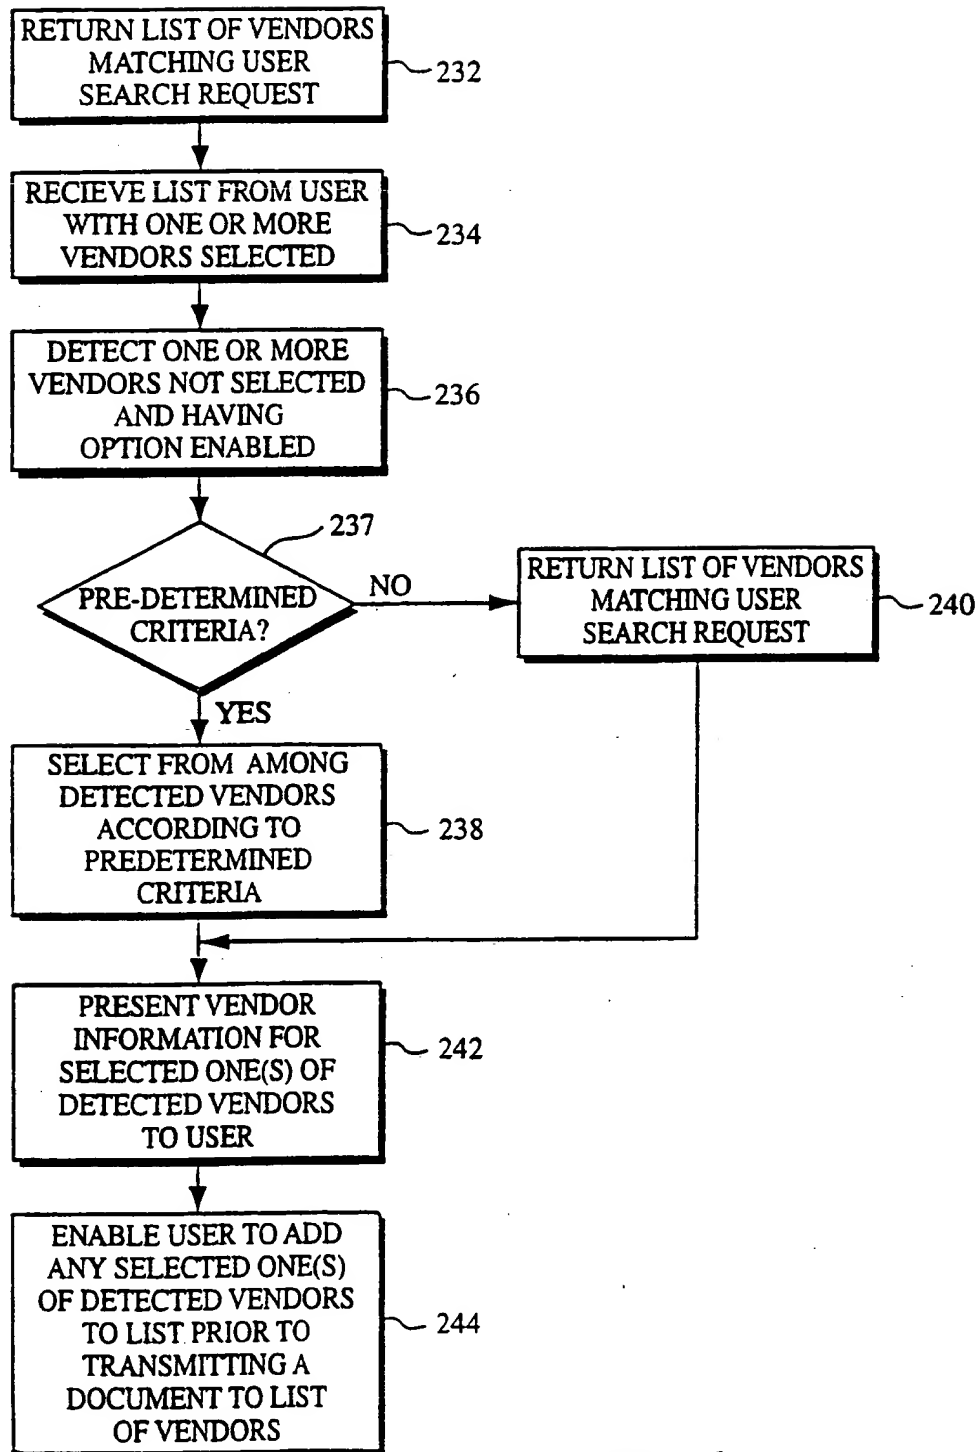 RETURN LIST OF VENDORS
MATCHING USER
SEARCH REQUEST
232
RECIEVE LIST FROM USER
WITH ONE OR MORE
VENDORS SELECTED
234
DETECT ONE OR MORE
VENDORS NOT SELECTED
AND HAVING
OPTION ENABLED
236
237
PRE-DETERMINED
CRITERIA?
NO
RETURN LIST OF VENDORS
MATCHING USER
SEARCH REQUEST
240
YES
SELECT FROM AMONG
DETECTED VENDORS
ACCORDING TO
PREDETERMINED
CRITERIA
238
PRESENT VENDOR
INFORMATION FOR
SELECTED ONE(S) OF
DETECTED VENDORS
TO USER
242
ENABLE USER TO ADD
ANY SELECTED ONE(S)
OF DETECTED VENDORS
TO LIST PRIOR TO
TRANSMITTING A
DOCUMENT TO LIST
OF VENDORS
244